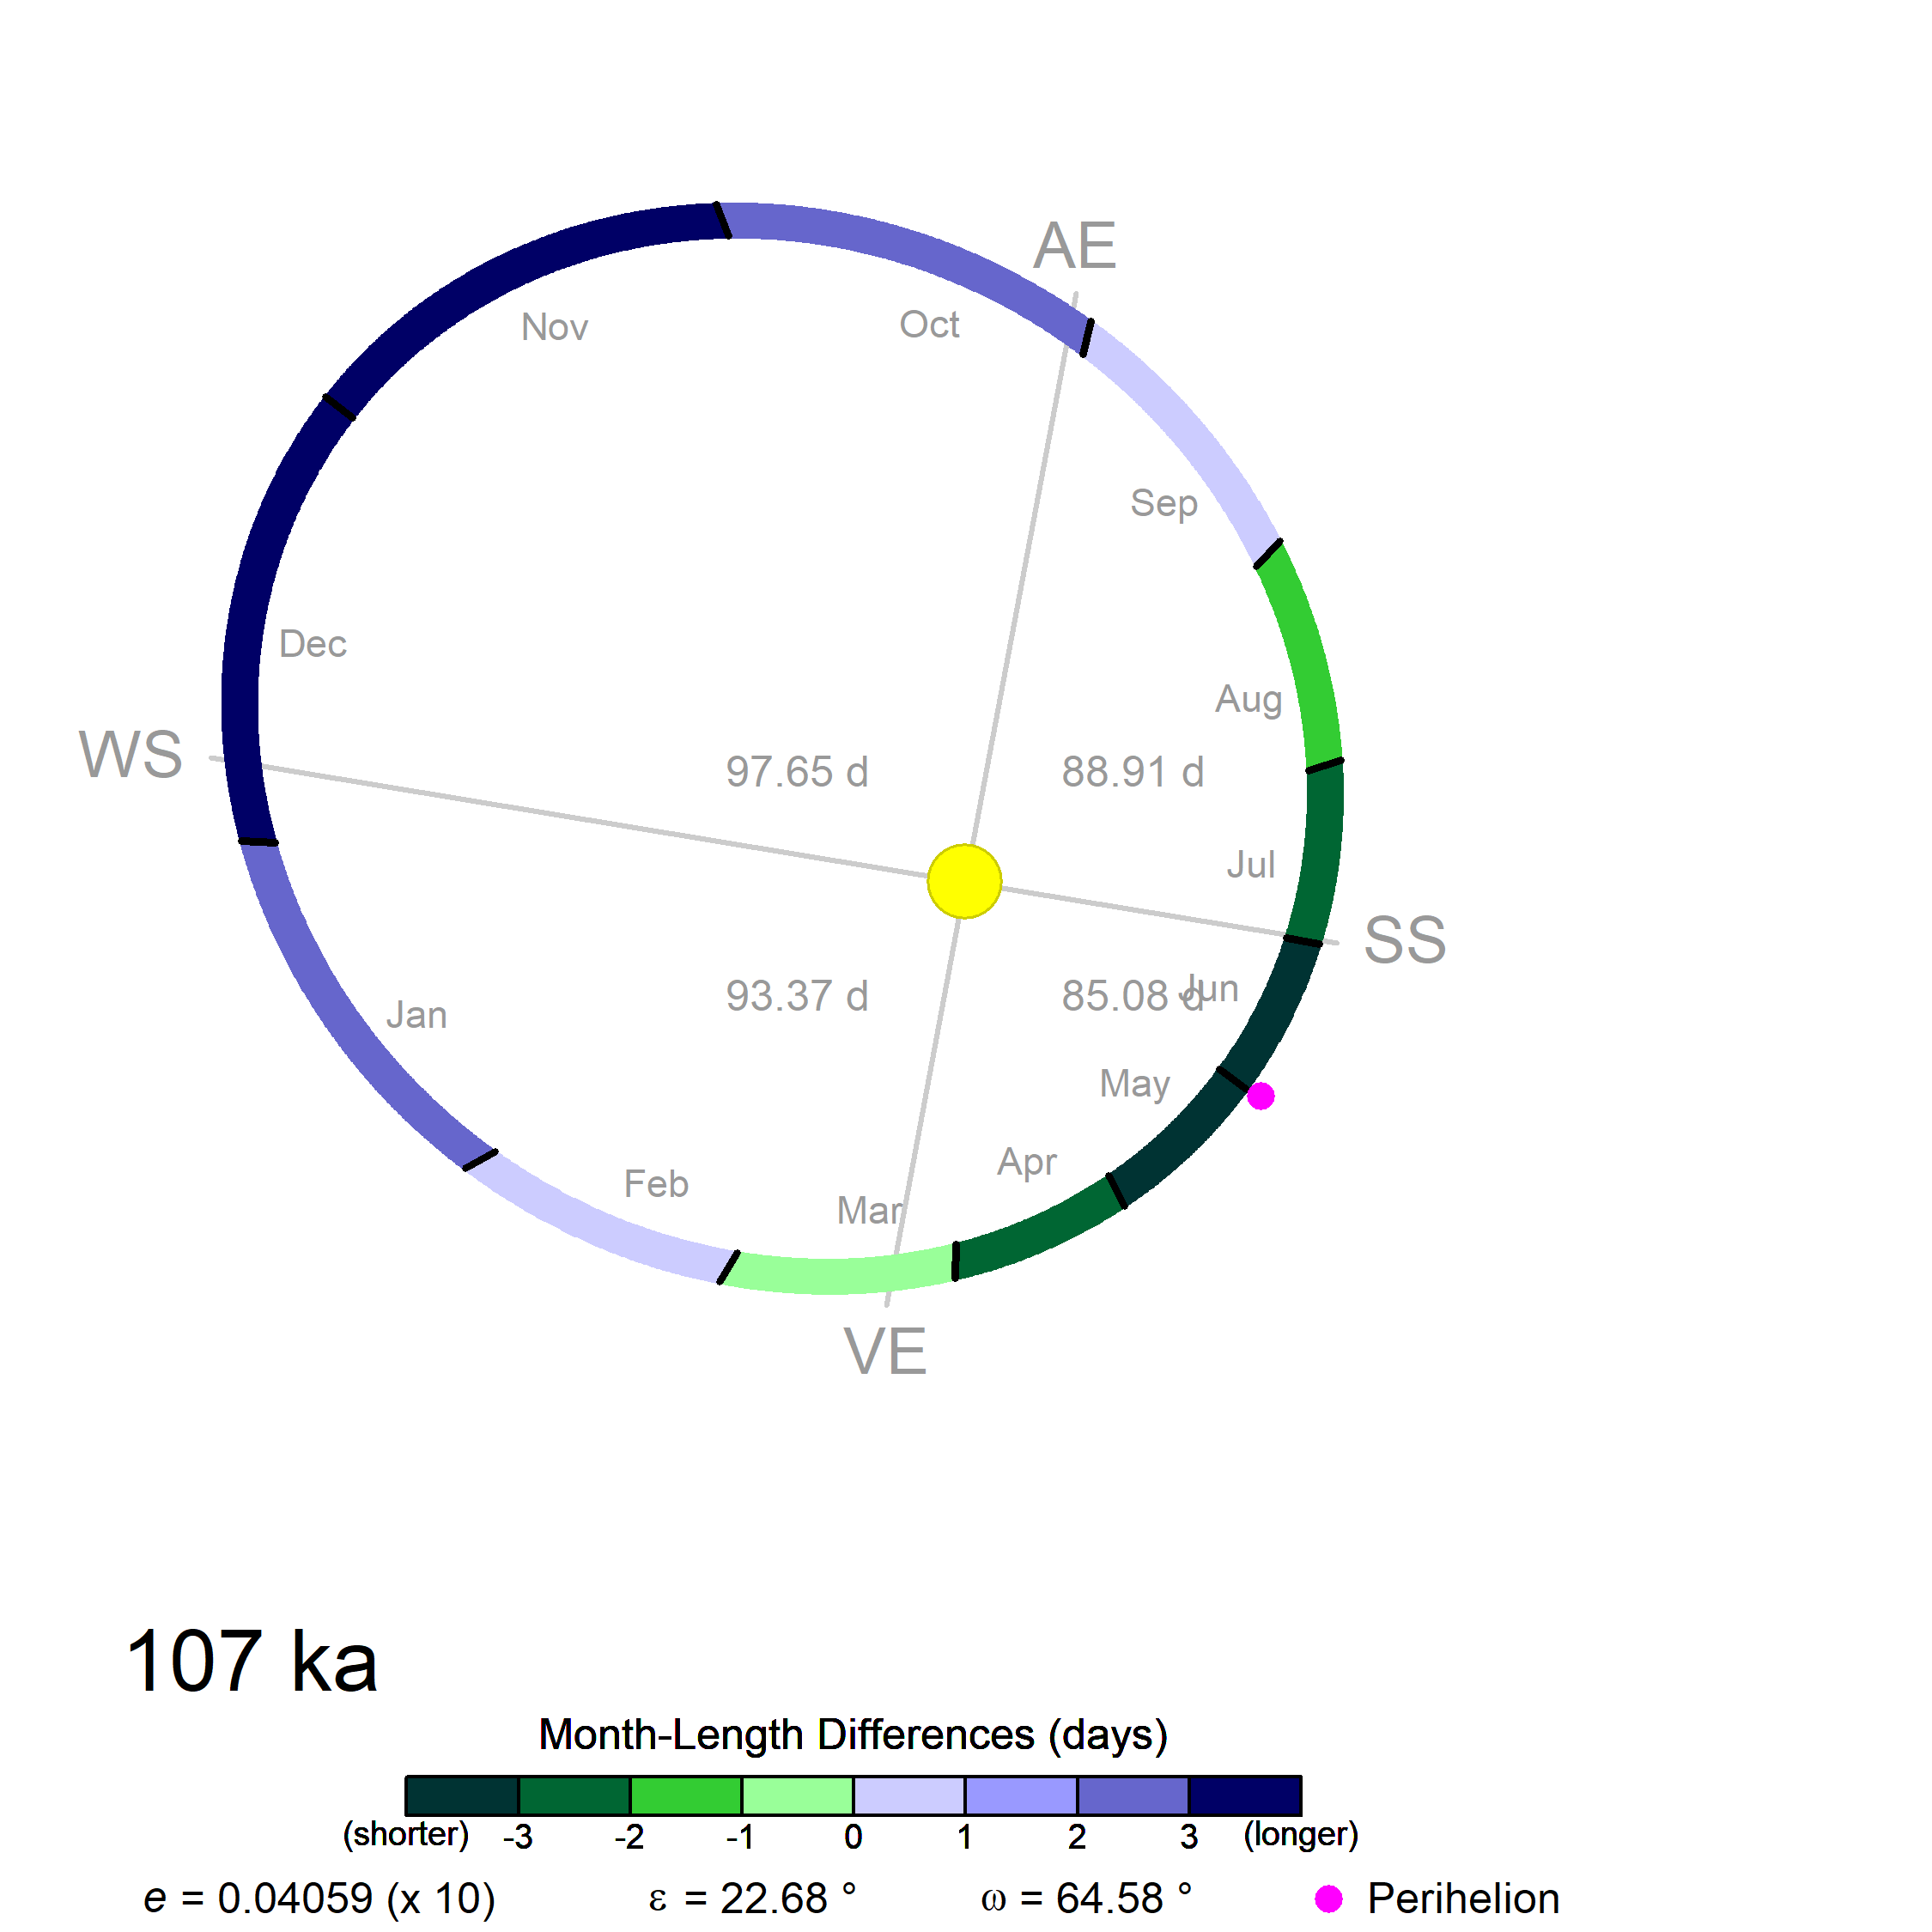 AE
Nov
Oct
Sep
Dec
Aug
WS
97.65 d
88.91 d
Jul
SS
93.37 d
85.08 d
Jun
Jan
May
Apr
Feb
Mar
VE
107 ka
Month-Length Differences (days)
(shorter) -3 -2 -1 0 1 2 3 (longer)
e = 0.04059 (x 10) ε = 22.68 ° ω = 64.58 ° Perihelion